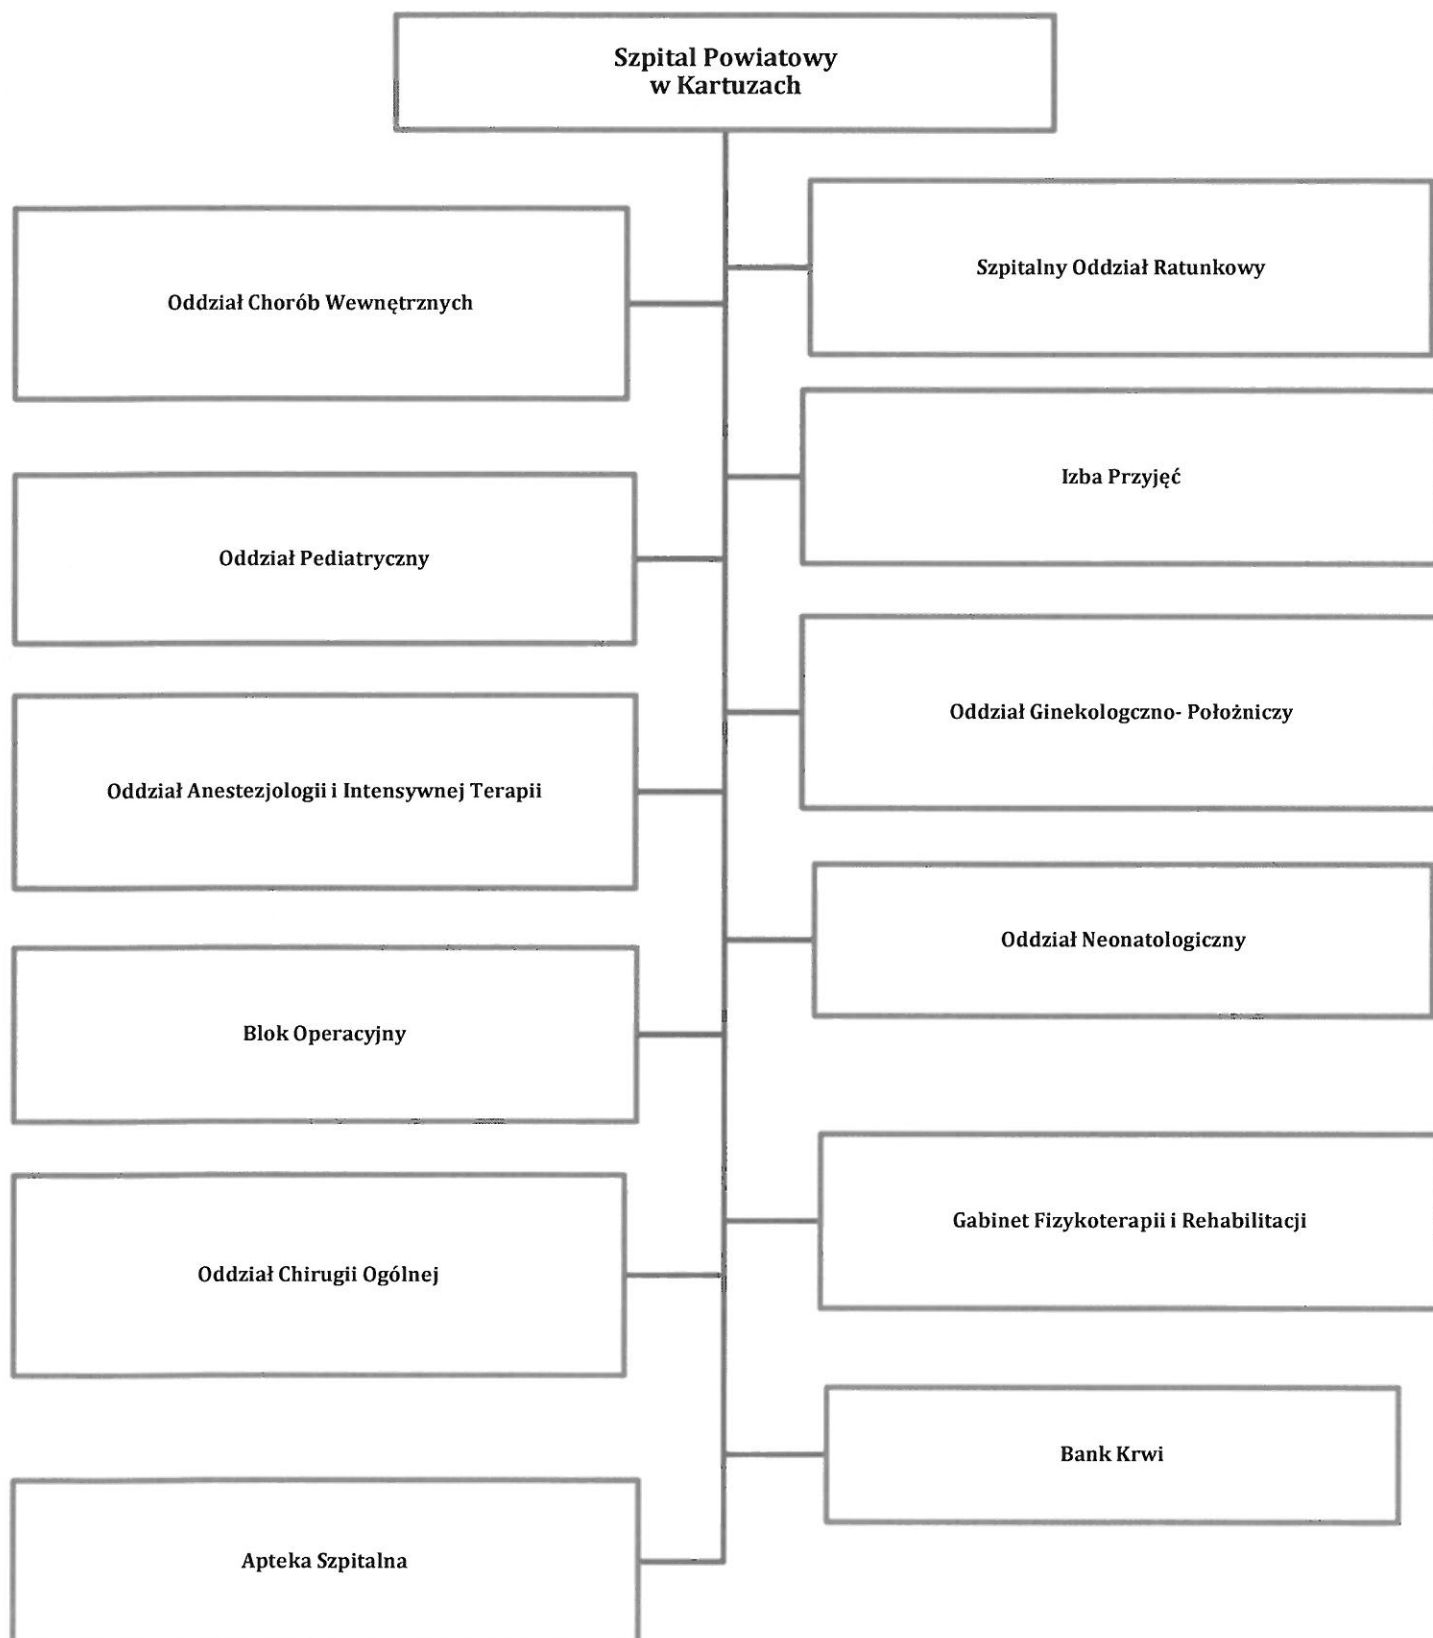 Szpital Powiatowy
w Kartuzach
Szpitalny Oddział Ratunkowy
Oddział Chorób Wewnętrznych
Izba Przyjęć
Oddział Pediatryczny
Oddział Ginekologczno- Położniczy
Oddział Anestezjologii i Intensywnej Terapii
Oddział Neonatologiczny
Blok Operacyjny
Gabinet Fizykoterapii i Rehabilitacji
Oddział Chirugii Ogólnej
Bank Krwi
Apteka Szpitalna